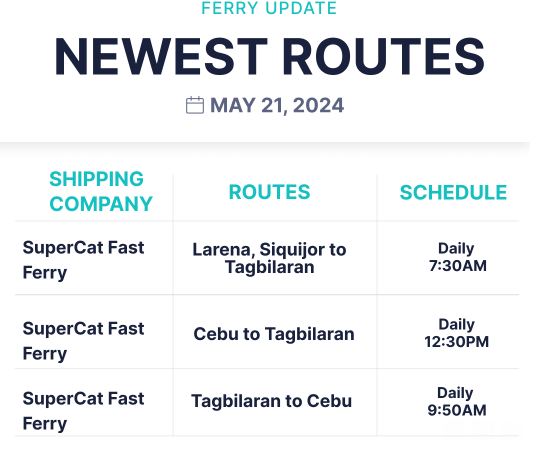 FERRY UPDATE
NEWEST ROUTES
MAY 21, 2024
SHIPPING
COMPANY
ROUTES
SCHEDULE
SuperCat Fast
Ferry
Larena, Siquijor to
Tagbilaran
Daily
7:30AM
SuperCat Fast
Ferry
Cebu to Tagbilaran
Daily
12:30PM
SuperCat Fast
Ferry
Tagbilaran to Cebu
Daily
9:50AM